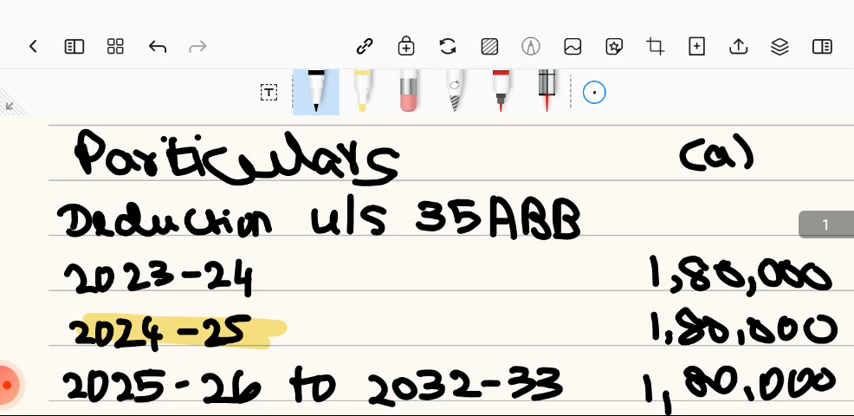 Particulars (a)
Deduction u/s 35ABB
2023-24 1,80,000
2024-25 1,80,000
2025-26 to 2032-33 1,80,000
1